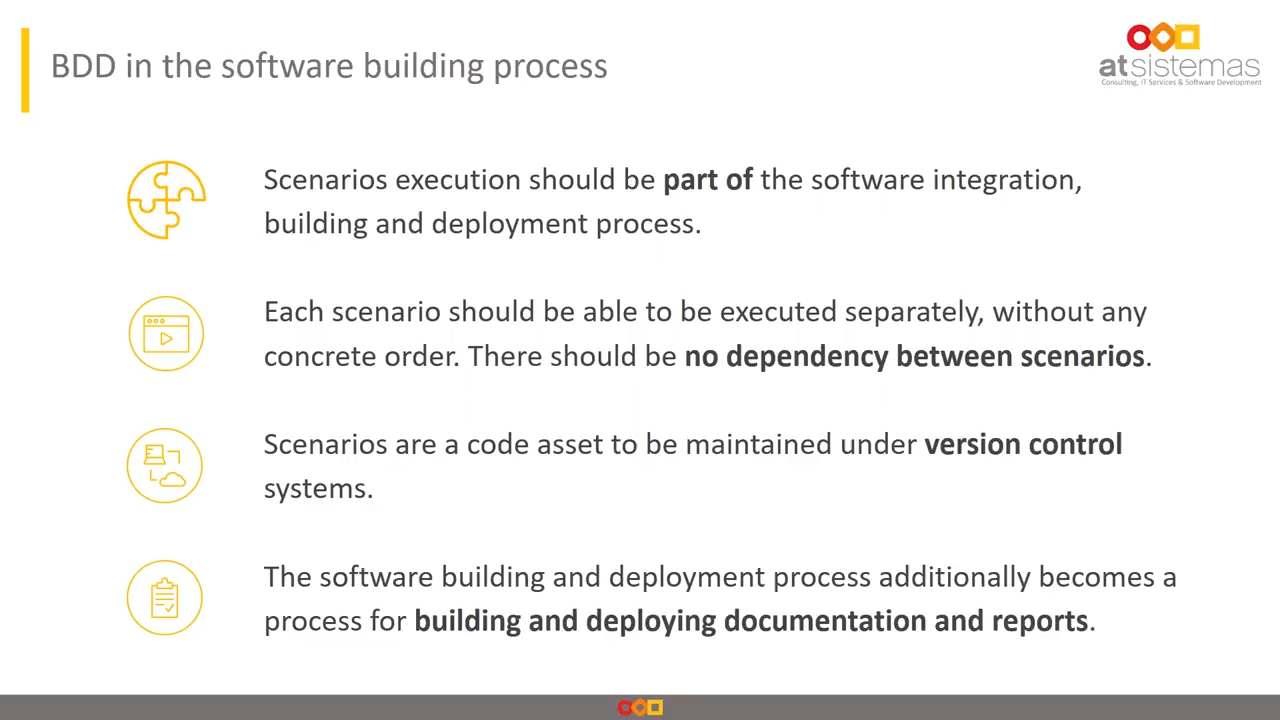 BDD in the software building process
atsistemas
Consulting, IT Services & Software Development
Scenarios execution should be part of the software integration,
building and deployment process.
Each scenario should be able to be executed separately, without any
concrete order. There should be no dependency between scenarios.
Scenarios are a code asset to be maintained under version control
systems.
The software building and deployment process additionally becomes a
process for building and deploying documentation and reports.